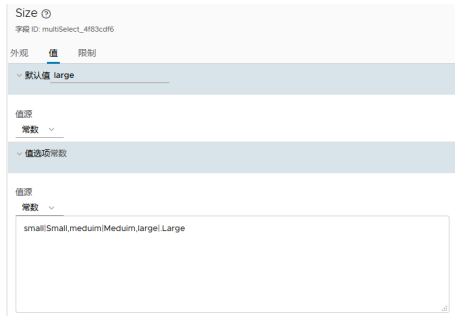 Size
字段 ID: multiSelect_4f83cdf6
外观 值 限制
默认值 large
值源
常数
值选项常数
值源
常数
small|Small,meduim|Meduim,large|.Large